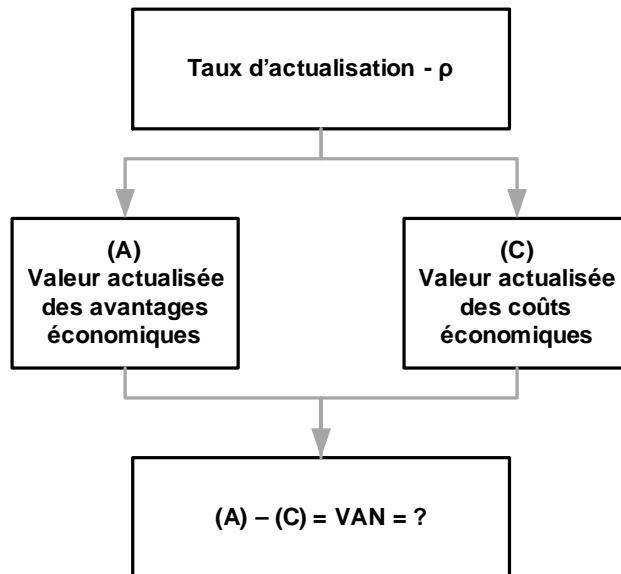 Taux d'actualisation - ρ
(A)
Valeur actualisée
des avantages
économiques
(C)
Valeur actualisée
des coûts
économiques
(A) – (C) = VAN = ?